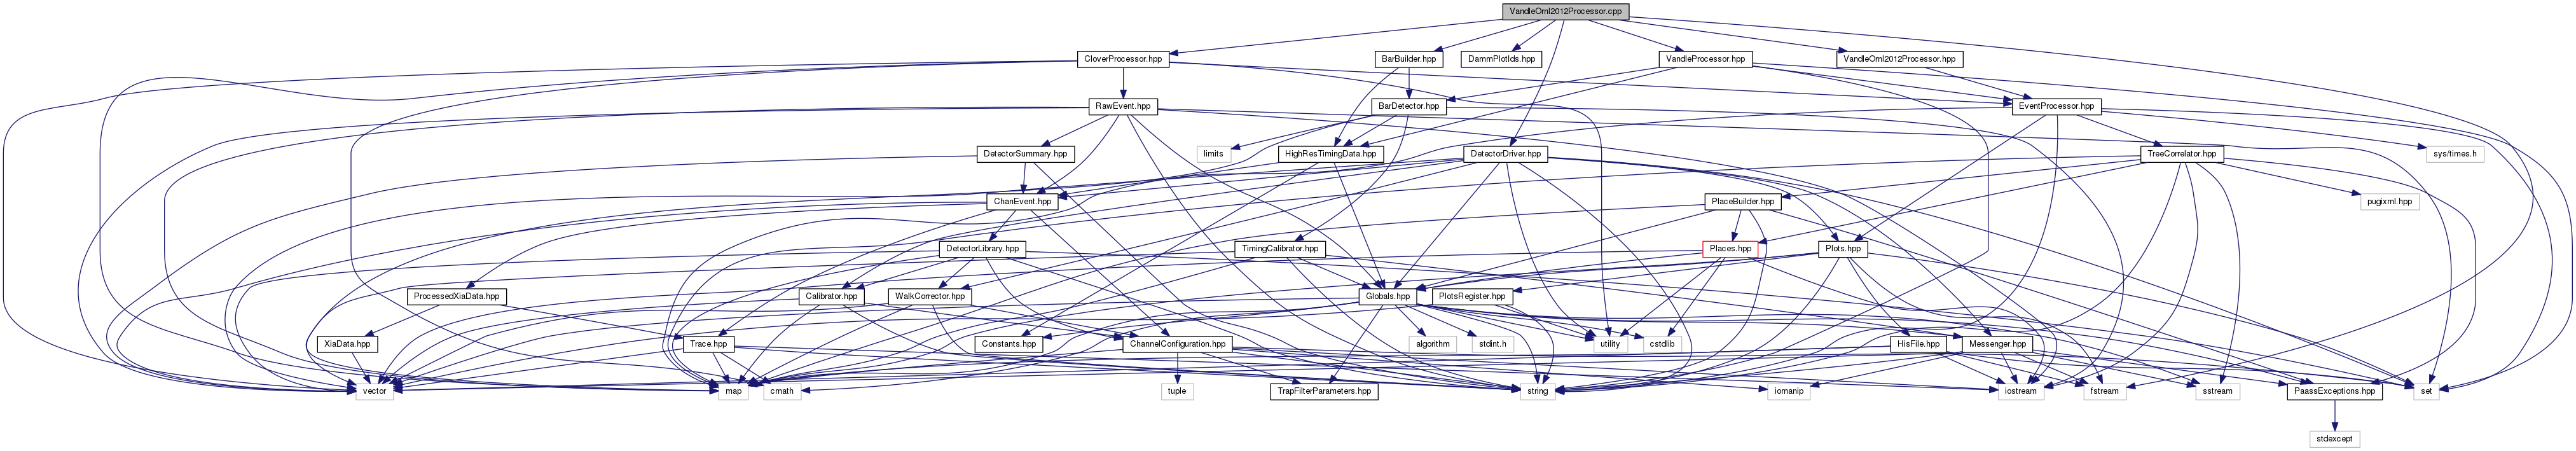 VandleOrnl2012Processor.cpp
CloverProcessor.hpp
BarBuilder.hpp
DammPlotIds.hpp
VandleProcessor.hpp
VandleOrnl2012Processor.hpp
RawEvent.hpp
BarDetector.hpp
EventProcessor.hpp
DetectorSummary.hpp
limits
HighResTimingData.hpp
DetectorDriver.hpp
TreeCorrelator.hpp
sys/times.h
ChanEvent.hpp
PlaceBuilder.hpp
pugixml.hpp
DetectorLibrary.hpp
TimingCalibrator.hpp
Places.hpp
Plots.hpp
ProcessedXiaData.hpp
Calibrator.hpp
WalkCorrector.hpp
Globals.hpp
PlotsRegister.hpp
XiaData.hpp
Trace.hpp
Constants.hpp
ChannelConfiguration.hpp
algorithm
stdint.h
utility
cstdlib
HisFile.hpp
Messenger.hpp
vector
map
cmath
tuple
TrapFilterParameters.hpp
string
iomanip
iostream
fstream
sstream
PaassExceptions.hpp
set
stdexcept